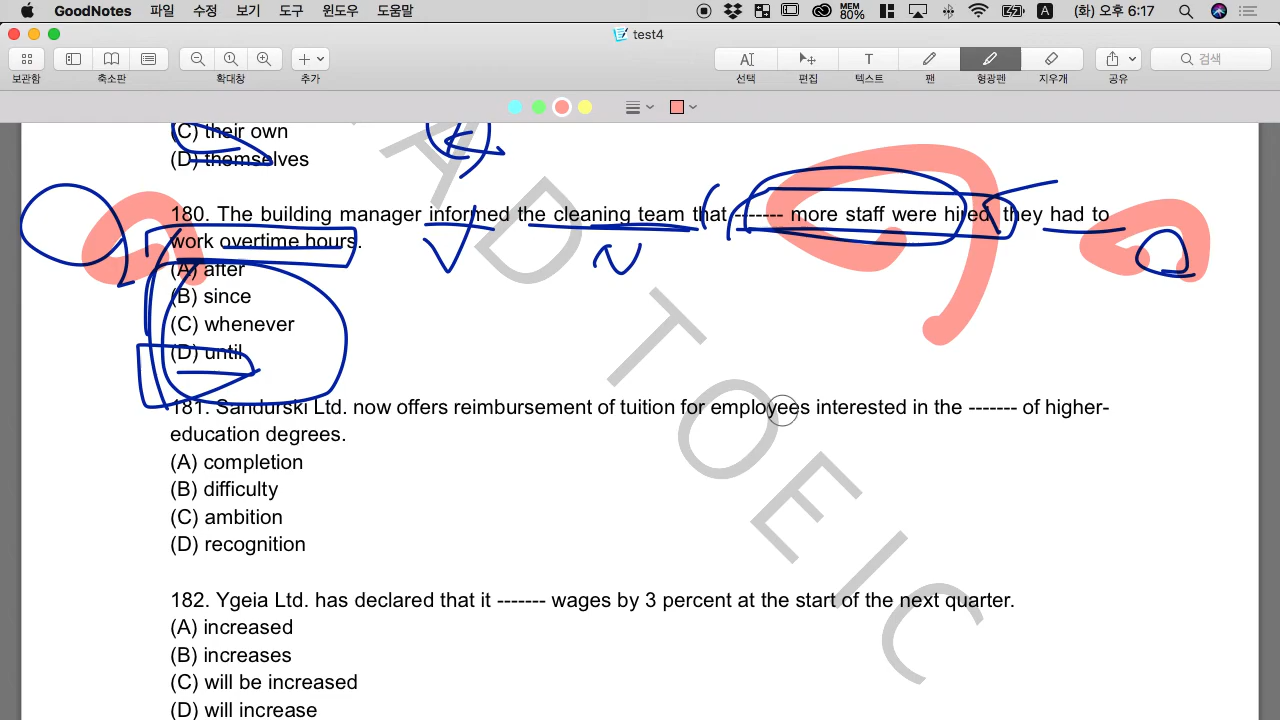 GoodNotes 파일 수정 보기 도구 윈도우 도움말 MEM 80% A (화) 오후 6:17
test4
보관함 축소판 확대창 추가 선택 편집 텍스트 펜 형광펜 지우개 공유 검색
(C) their own
(D) themselves
180. The building manager informed the cleaning team that ------- more staff were hired, they had to
work overtime hours.
(A) after
(B) since
(C) whenever
(D) until
181. Sandurski Ltd. now offers reimbursement of tuition for employees interested in the ------- of higher-
education degrees.
(A) completion
(B) difficulty
(C) ambition
(D) recognition
182. Ygeia Ltd. has declared that it ------- wages by 3 percent at the start of the next quarter.
(A) increased
(B) increases
(C) will be increased
(D) will increase
AD TOEIC